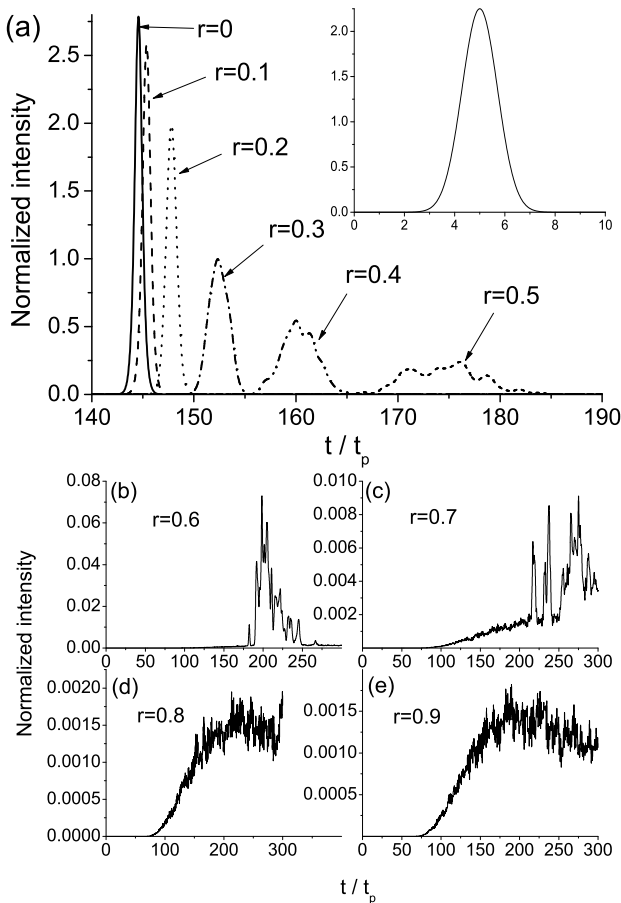 (a)
r=0
r=0.1
r=0.2
r=0.3
r=0.4
r=0.5
Normalized intensity
2.5
2.0
1.5
1.0
0.5
0.0
140 150 160 170 180 190
t / tp
2.0
1.5
1.0
0.5
0.0
0 2 4 6 8 10
(b)
r=0.6
0.08
0.06
0.04
0.02
0.00
0 50 100 150 200 250
(c)
r=0.7
0.010
0.008
0.006
0.004
0.002
0 50 100 150 200 250 300
Normalized intensity
(d)
r=0.8
0.0020
0.0015
0.0010
0.0005
0.0000
0 100 200 300
(e)
r=0.9
0.0015
0.0010
0.0005
0 50 100 150 200 250 300
t / tp